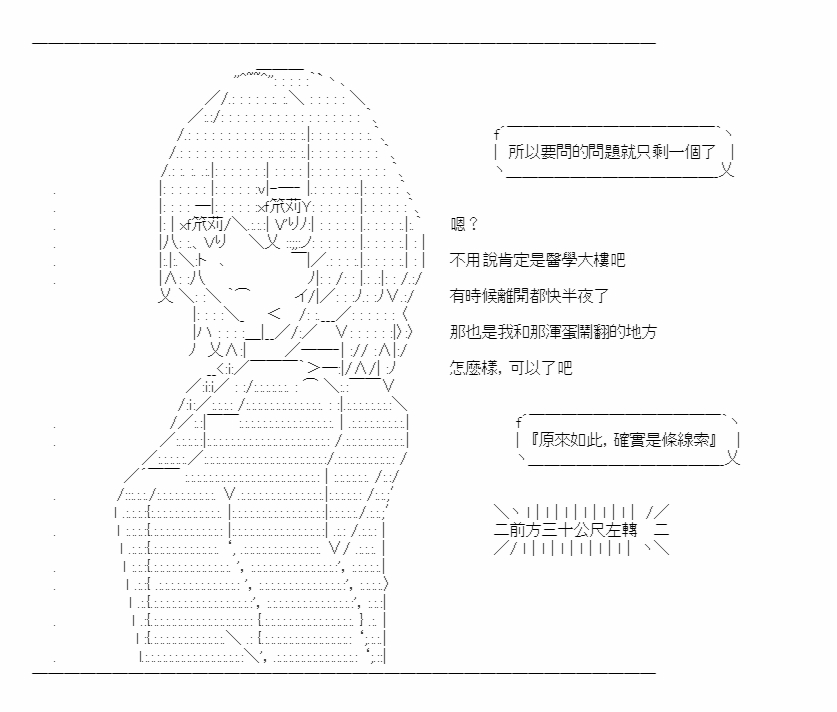 所以要問的問題就只剩一個了
嗯？
不用說肯定是醫學大樓吧
有時候離開都快半夜了
那也是我和那渾蛋鬧翻的地方
怎麼樣，可以了吧
『原來如此，確實是條線索』
二前方三十公尺左轉　二